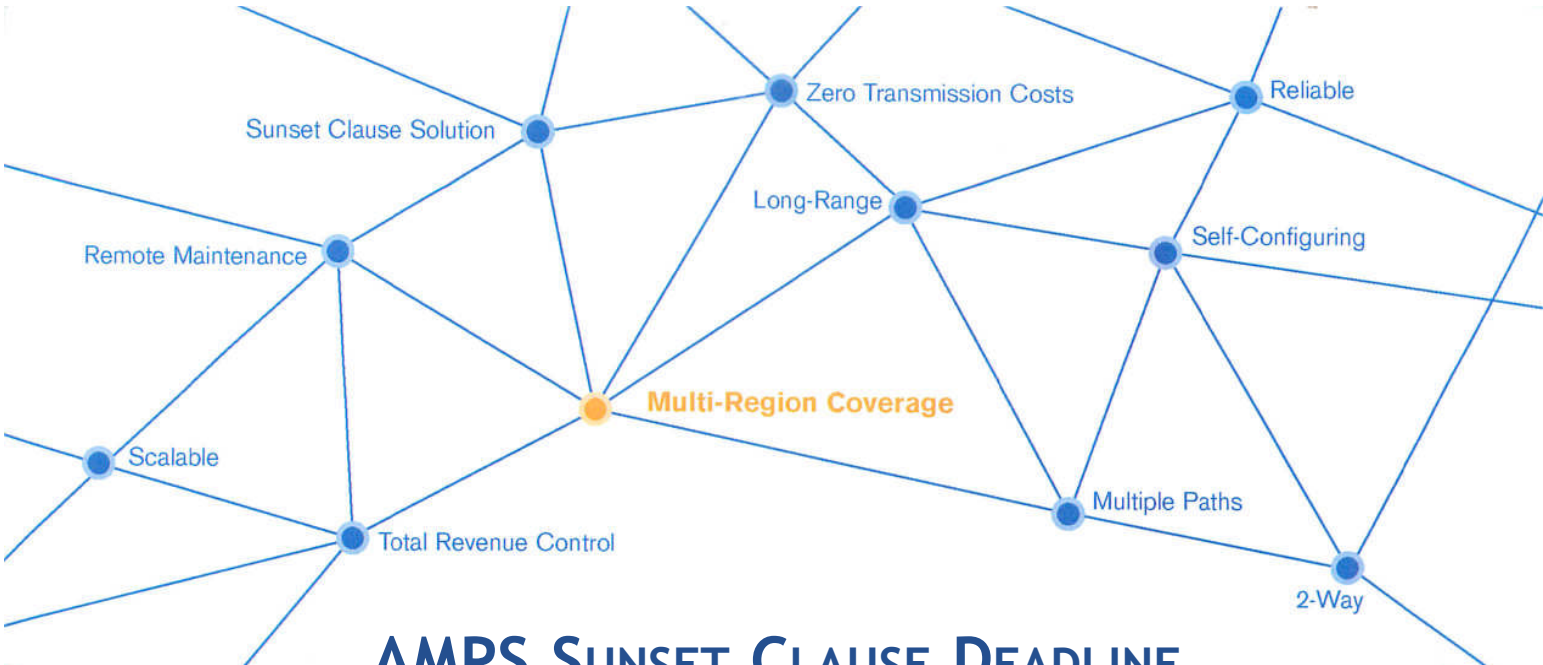 Zero Transmission Costs
Reliable
Sunset Clause Solution
Long-Range
Self-Configuring
Remote Maintenance
Multi-Region Coverage
Scalable
Multiple Paths
Total Revenue Control
2-Way
AMPS SUNSET CLAUSE DEADLINE